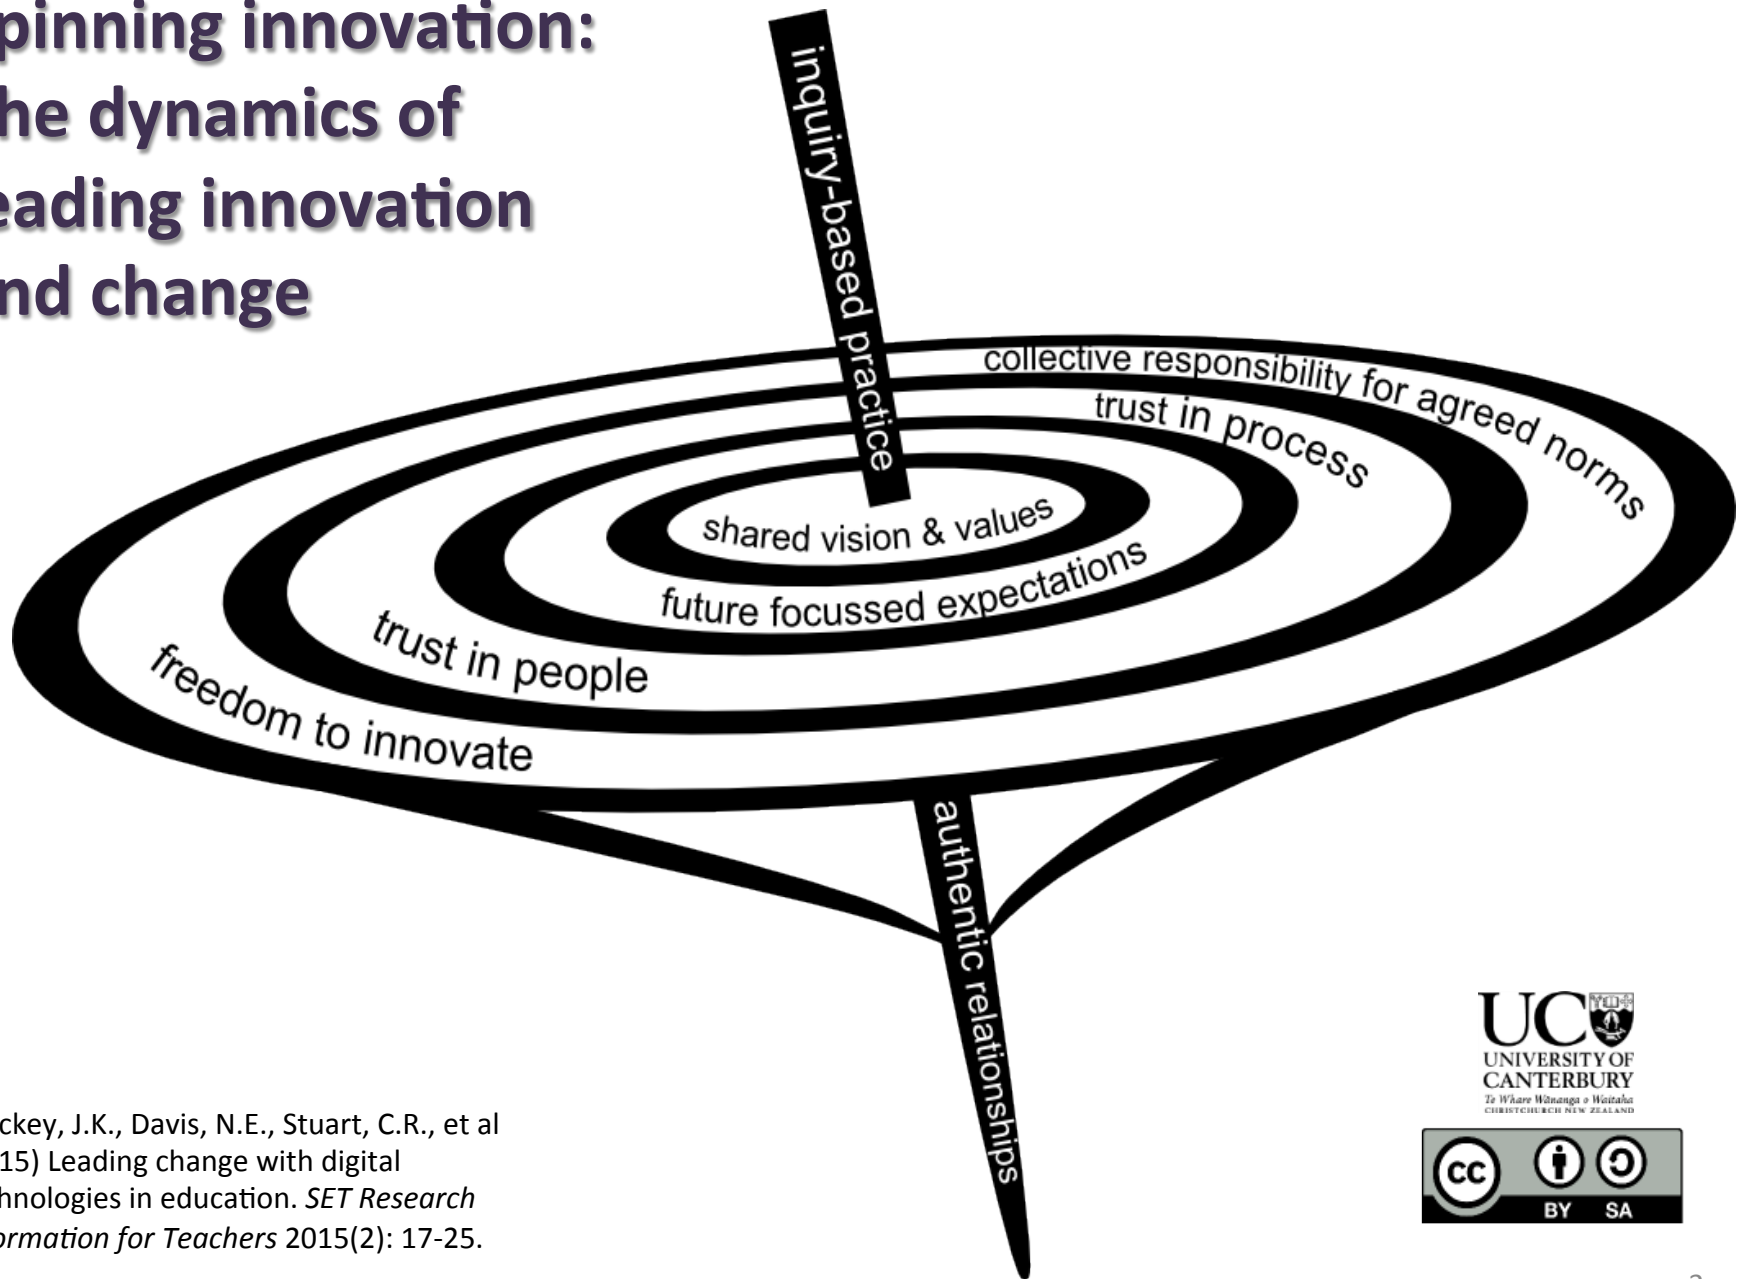 pinning innovation:
he dynamics of
eading innovation
nd change
inquiry-based practice
collective responsibility for agreed norms
trust in process
shared vision & values
future focussed expectations
trust in people
freedom to innovate
authentic relationships
ckey, J.K., Davis, N.E., Stuart, C.R., et al
15) Leading change with digital
hnologies in education. SET Research
ormation for Teachers 2015(2): 17-25.
UC
UNIVERSITY OF
CANTERBURY
Te Whare Wānanga o Waitaha
CHRISTCHURCH NEW ZEALAND
cc
BY SA